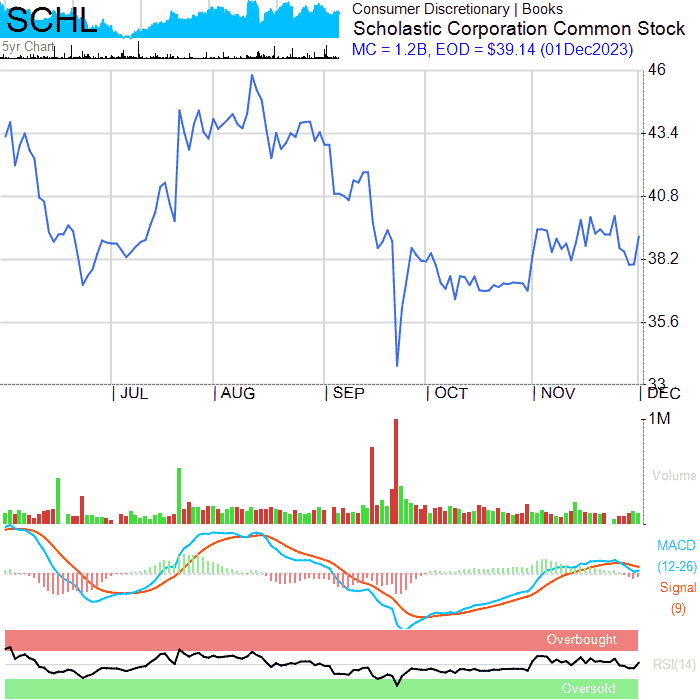 SCHL
5yr Chart
Consumer Discretionary | Books
Scholastic Corporation Common Stock
MC = 1.2B, EOD = $39.14 (01Dec2023)
46
43.4
40.8
38.2
35.6
33
JUL
AUG
SEP
OCT
NOV
DEC
1M
Volume
MACD
(12-26)
Signal
(9)
Overbought
RSI(14)
Oversold